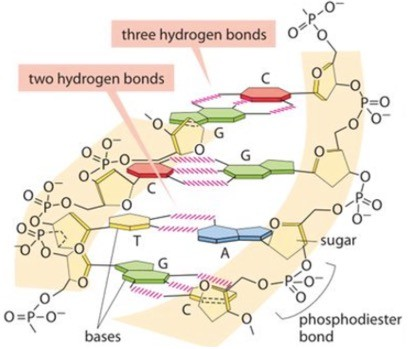 three hydrogen bonds
two hydrogen bonds
O⁻
O=P
O
O
C
O
P=O
O⁻
O
G
O
O⁻
O=P
O
G
C
O
O
O
O⁻
O=P
O
O
P=O
O⁻
T
A
O
sugar
G
O
O
P=O
O⁻
O=P
O⁻
C
O
phosphodiester
bond
bases